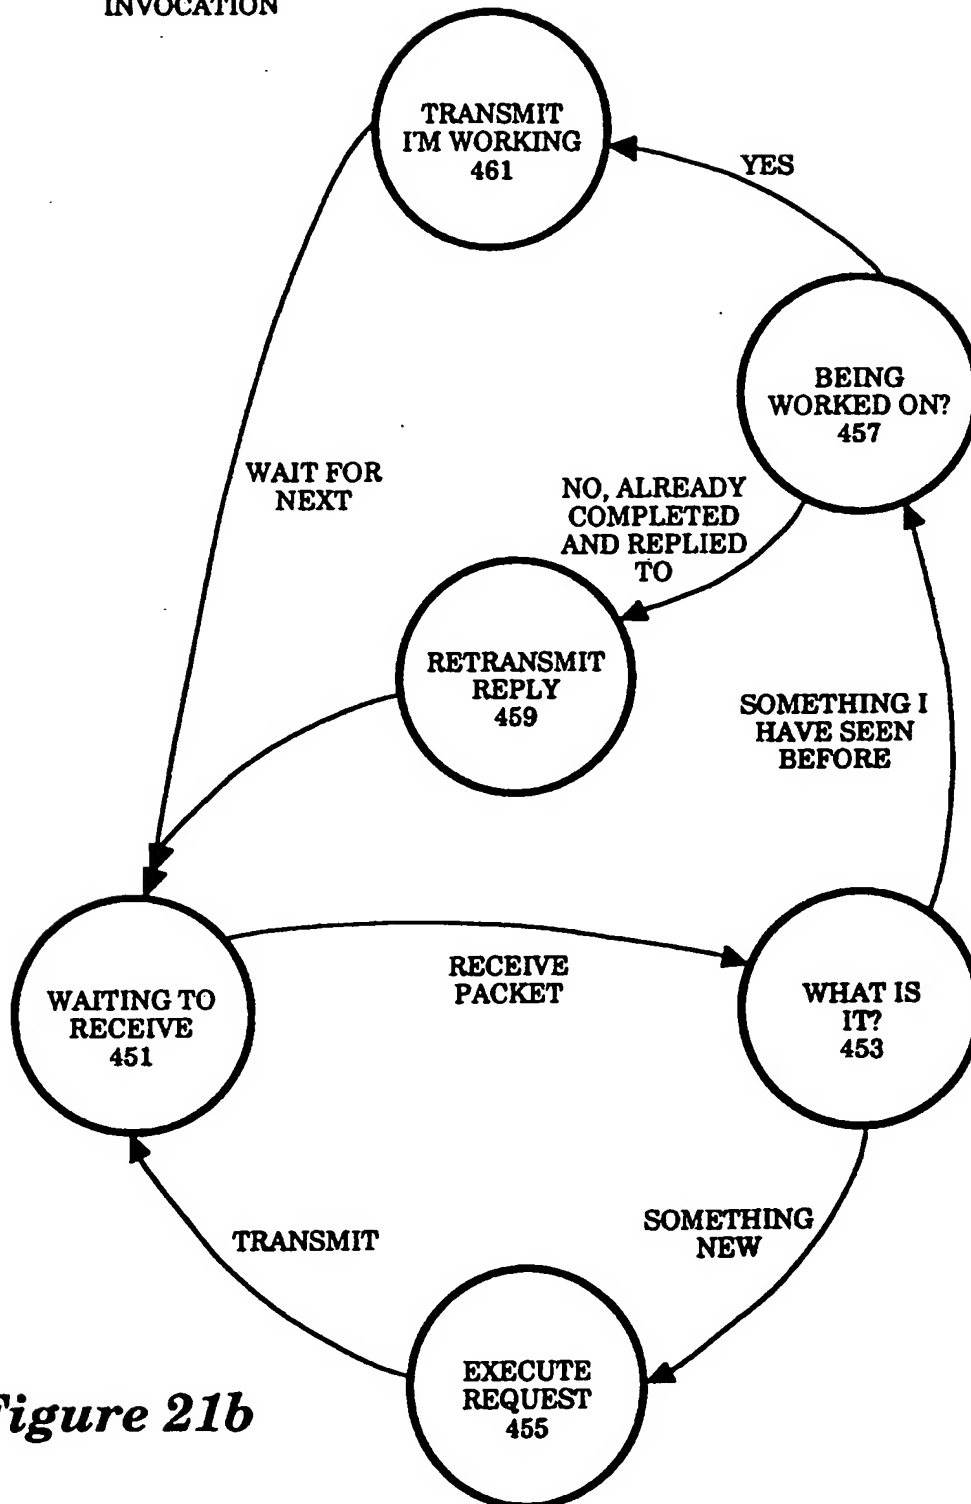 INVOCATION
TRANSMIT
I'M WORKING
461
YES
BEING
WORKED ON?
457
WAIT FOR
NEXT
NO, ALREADY
COMPLETED
AND REPLIED
TO
RETRANSMIT
REPLY
459
SOMETHING I
HAVE SEEN
BEFORE
RECEIVE
PACKET
WAITING TO
RECEIVE
451
WHAT IS
IT?
453
TRANSMIT
SOMETHING
NEW
EXECUTE
REQUEST
455
Figure 21b